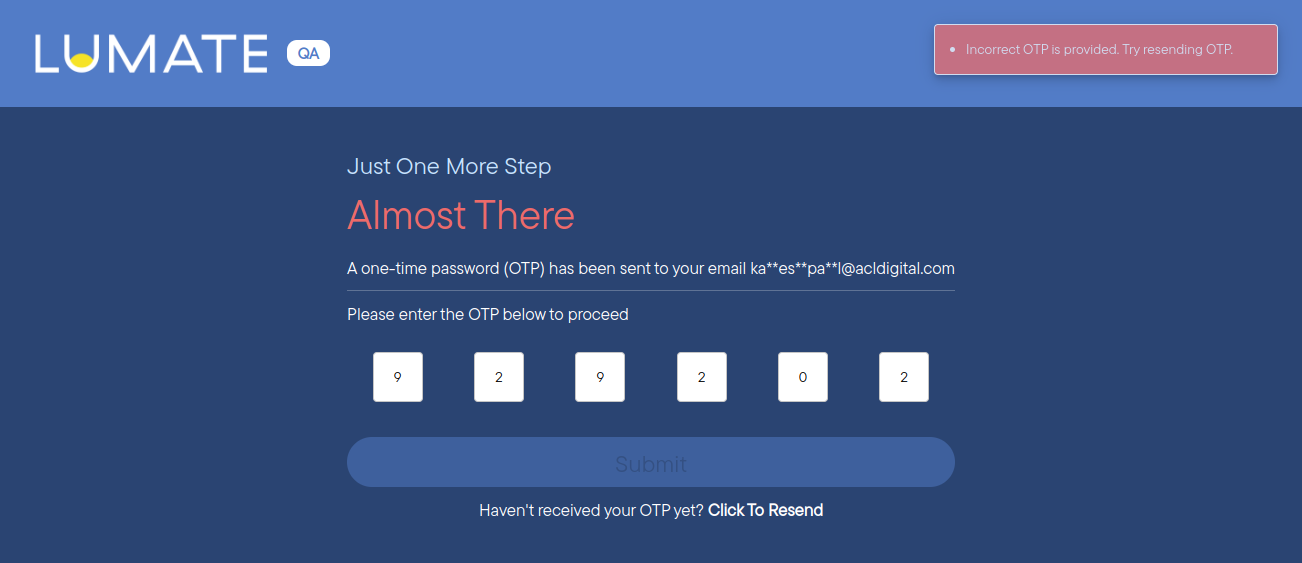 LUMATE QA
Incorrect OTP is provided. Try resending OTP.
Just One More Step
Almost There
A one-time password (OTP) has been sent to your email ka**es**pa**l@acldigital.com
Please enter the OTP below to proceed
9 2 9 2 0 2
Submit
Haven't received your OTP yet? Click To Resend